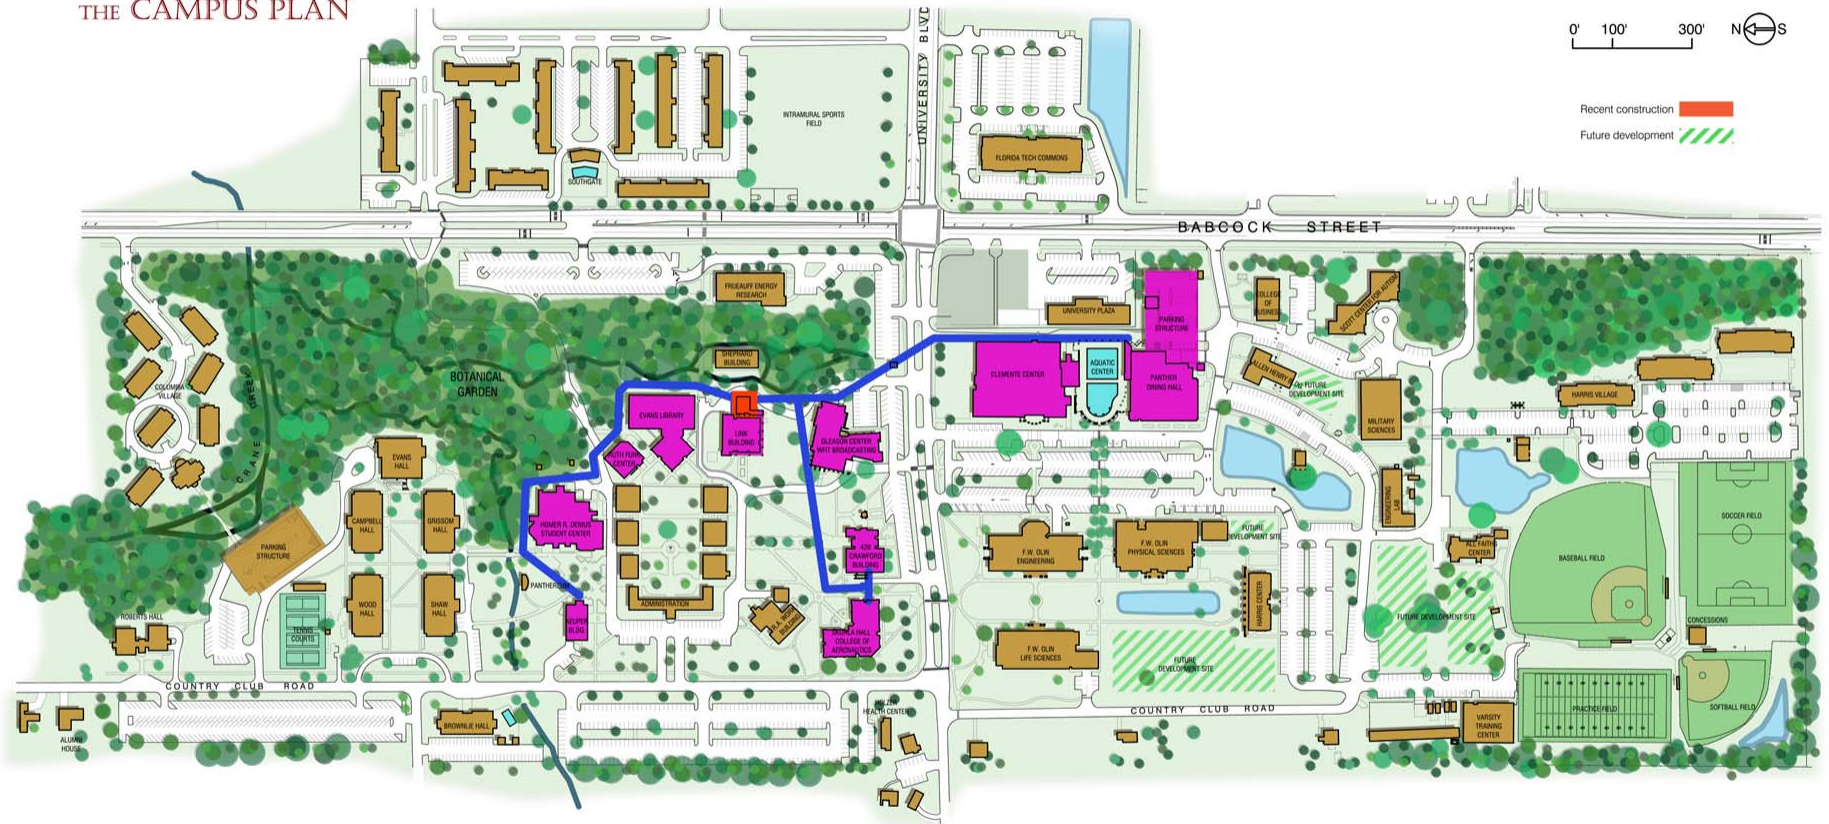 THE CAMPUS PLAN
0' 100' 300' N S
Recent construction
Future development
UNIVERSITY BLVD
INTRAMURAL SPORTS
FIELD
FLORIDA TECH COMMONS
SOUTHGATE
BABCOCK STREET
FRUEAUFF ENERGY
RESEARCH
UNIVERSITY PLAZA
PARKING
STRUCTURE
COLLEGE
OF
BUSINESS
SCOTT CENTER FOR AUTISM
SHEPHARD
BUILDING
BOTANICAL
GARDEN
COLUMBIA
VILLAGE
CRANE CREEK
CLEMENTE CENTER
AQUATIC
CENTER
PANTHER
DINING HALL
ALLEN HENRY
FUTURE
DEVELOPMENT SITE
MILITARY
SCIENCES
HARRIS VILLAGE
EVANS LIBRARY
LINK
BUILDING
GLEASON CENTER
WFIT BROADCASTING
RUTH FUNK
CENTER
EVANS
HALL
CAMPBELL
HALL
GRISSOM
HALL
HOMER R. DENIUS
STUDENT CENTER
PARKING
STRUCTURE
420
CRAWFORD
BUILDING
F.W. OLIN
ENGINEERING
F.W. OLIN
PHYSICAL SCIENCES
FUTURE
DEVELOPMENT SITE
ENGINEERING
LAB
ALL FAITHS
CENTER
BASEBALL FIELD
SOCCER FIELD
PANTHEREUM
ADMINISTRATION
WOOD
HALL
SHAW
HALL
TENNIS
COURTS
ROBERTS HALL
KEUPER
BLDG.
BUILDING
SKURLA HALL
COLLEGE OF
AERONAUTICS
HARRIS CENTER
FUTURE DEVELOPMENT SITE
CONCESSIONS
F.W. OLIN
LIFE SCIENCES
FUTURE
DEVELOPMENT SITE
COUNTRY CLUB ROAD
COUNTRY CLUB ROAD
HEALTH CENTER
BROWNLIE HALL
ALUMNI
HOUSE
VARSITY
TRAINING
CENTER
PRACTICE FIELD
SOFTBALL FIELD